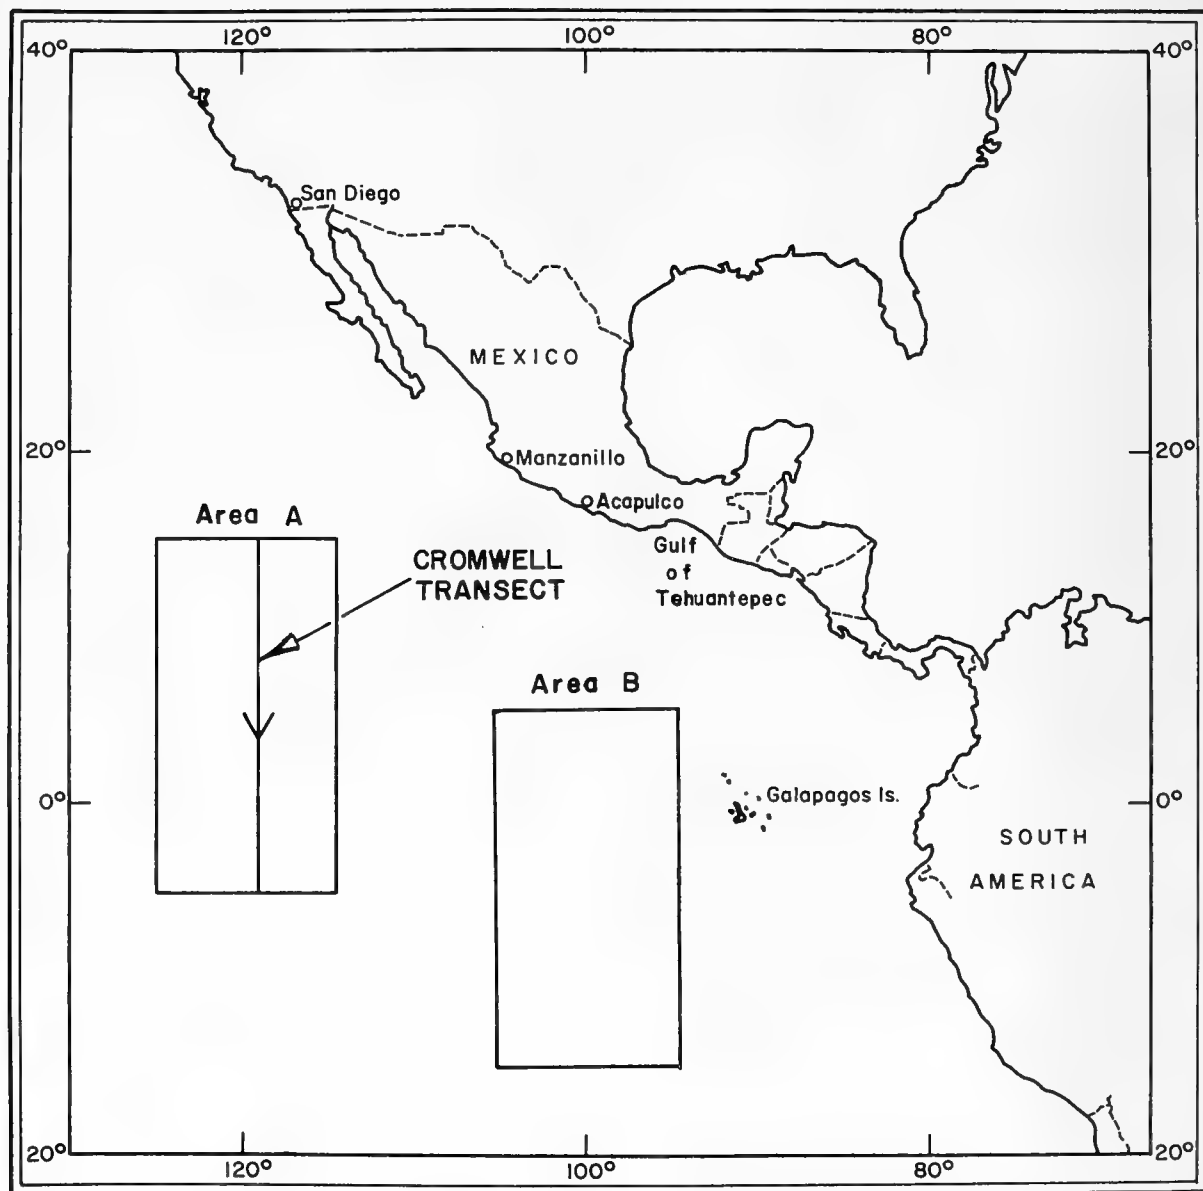 120° 100° 80°
40° 40°
San Diego
MEXICO
20° Manzanillo 20°
Acapulco
Area A
Gulf
of
Tehuantepec
CROMWELL
TRANSECT
Area B
Galapagos Is.
0° 0°
SOUTH
AMERICA
20° 20°
120° 100° 80°